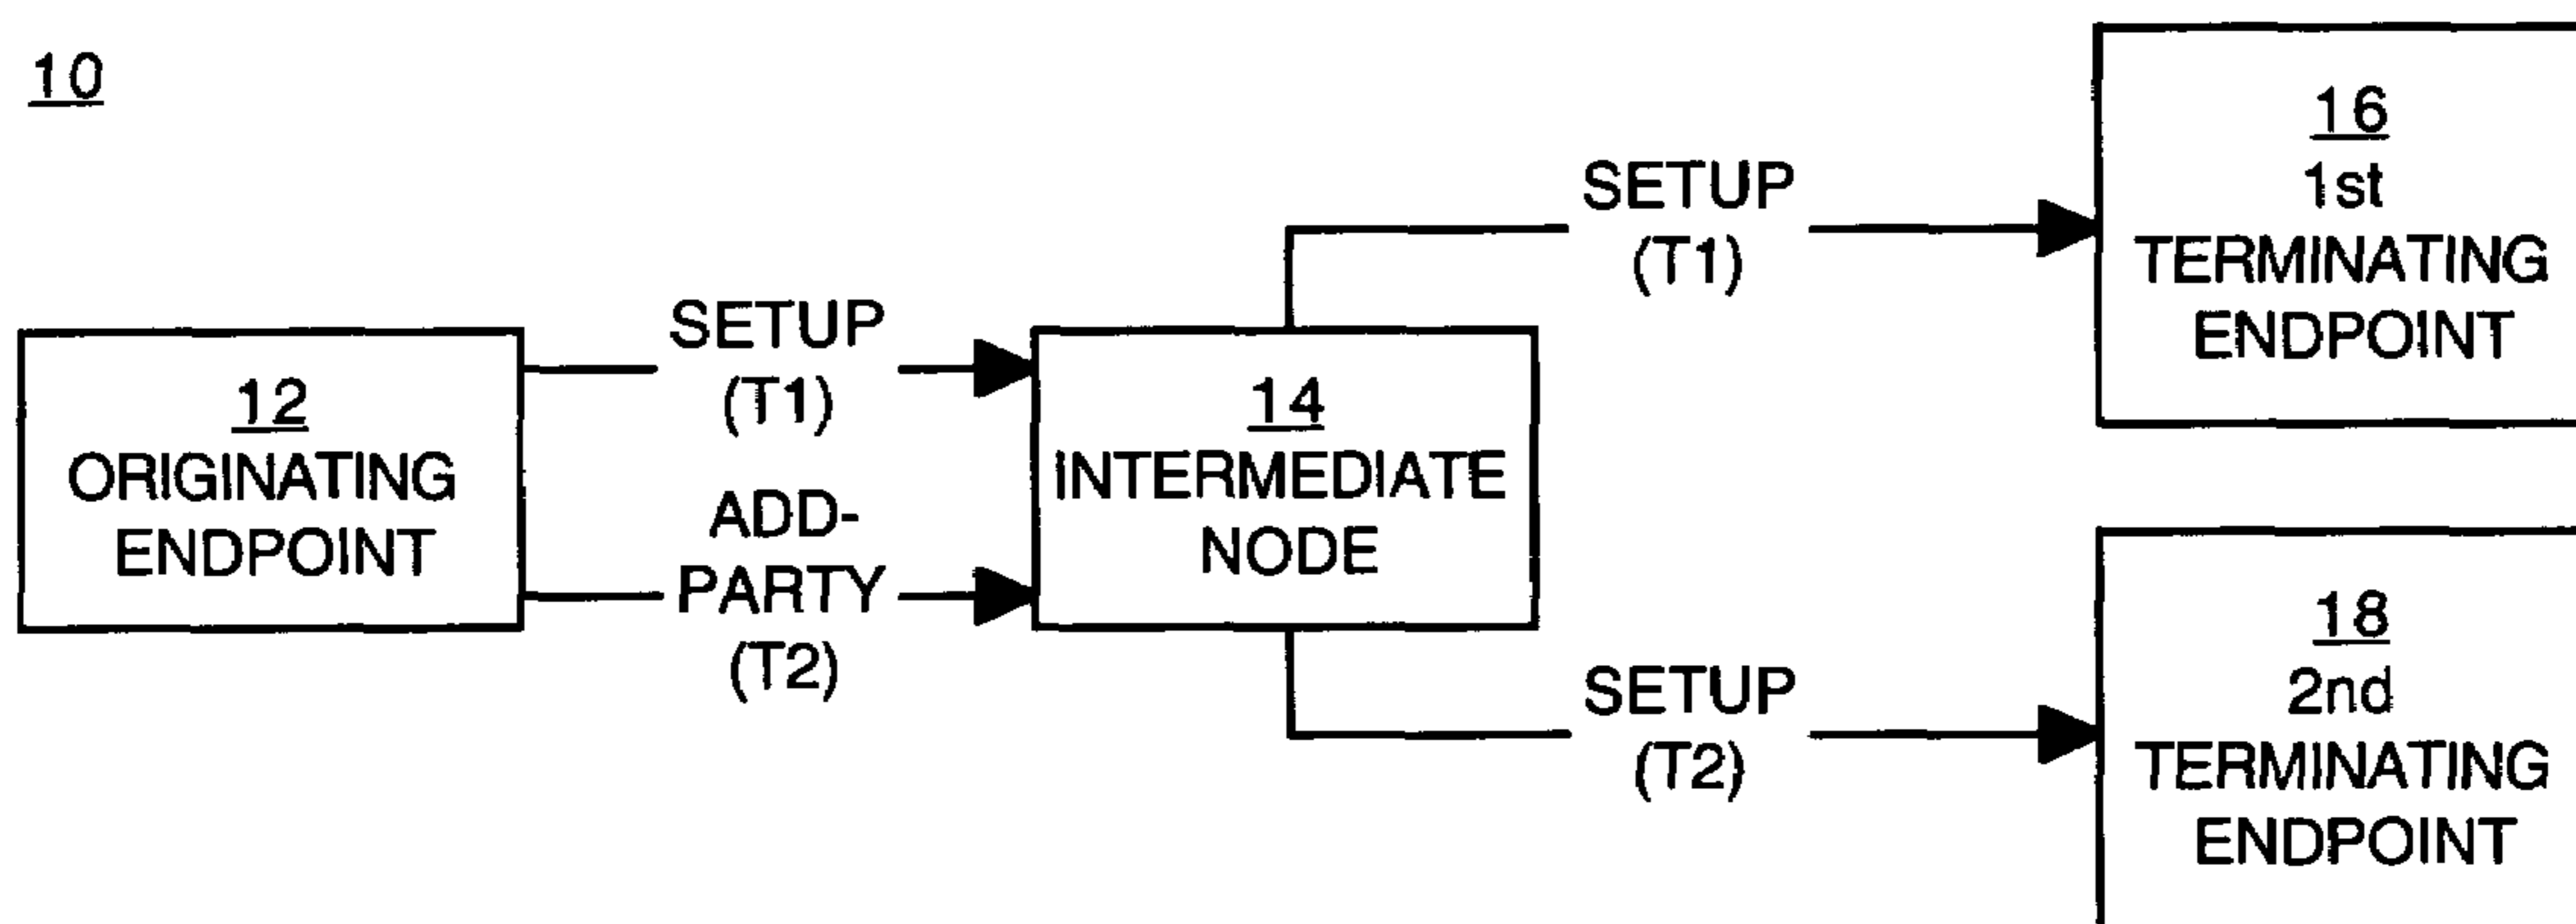 10
12
ORIGINATING
ENDPOINT
SETUP
(T1)
ADD-
PARTY
(T2)
14
INTERMEDIATE
NODE
SETUP
(T1)
SETUP
(T2)
16
1st
TERMINATING
ENDPOINT
18
2nd
TERMINATING
ENDPOINT